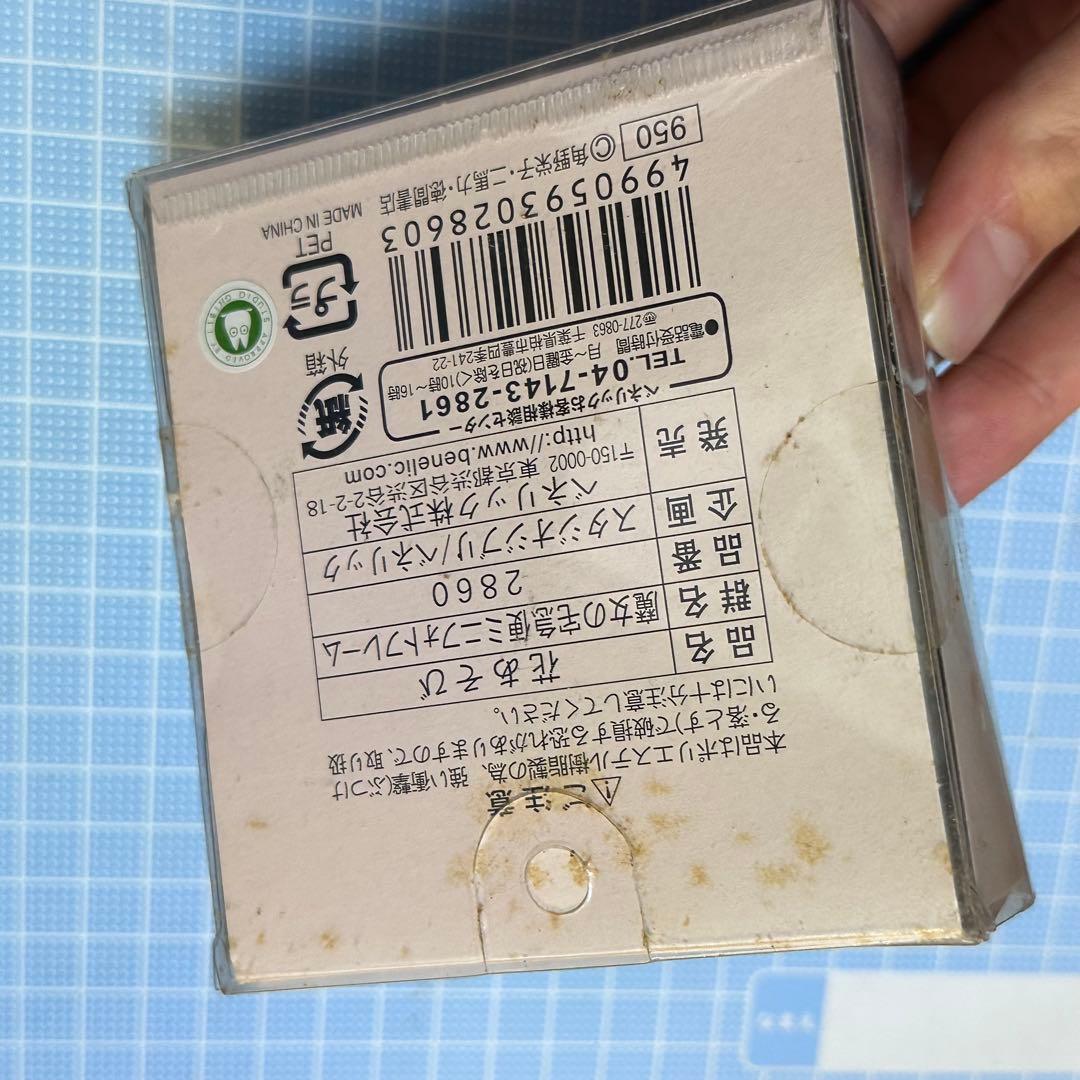 ⚠ご注意
本品はポリエステル樹脂製の為、強い衝撃(ぶつけ
る・落とす)で破損する恐れがありますので、取り扱
いには十分注意してください。
品名 花あそび
群名 魔女の宅急便ミニフォトフレーム
品番 2860
企画 スタジオジブリ/ベネリック
発売 ベネリック株式会社
〒150-0002 東京都渋谷区渋谷2-2-18
http://www.benelic.com
ベネリックお客様相談センター
TEL.04-7143-2861
●電話受付時間 月~金曜日(祝日を除く)10時~16時
〒277-0863 千葉県柏市豊四季241-22
紙
外箱
プラ
PET
MADE IN CHINA
STUDIO GHIBLI
APPROVED BY
4990593028603
950
© 角野栄子・二馬力・徳間書店